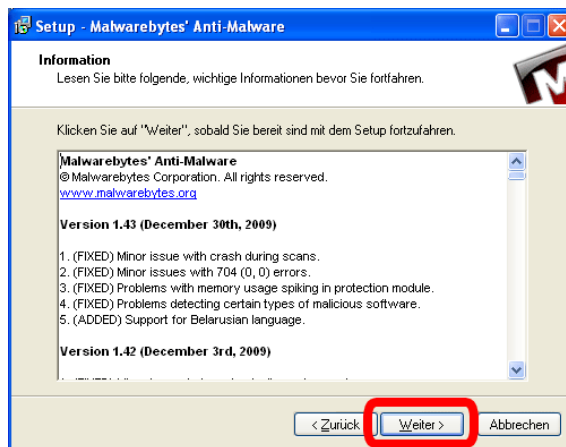 Setup - Malwarebytes' Anti-Malware
Information
Lesen Sie bitte folgende, wichtige Informationen bevor Sie fortfahren.
Klicken Sie auf "Weiter", sobald Sie bereit sind mit dem Setup fortzufahren.
Malwarebytes' Anti-Malware
© Malwarebytes Corporation. All rights reserved.
www.malwarebytes.org
Version 1.43 (December 30th, 2009)
1. (FIXED) Minor issue with crash during scans.
2. (FIXED) Minor issues with 704 (0, 0) errors.
3. (FIXED) Problems with memory usage spiking in protection module.
4. (FIXED) Problems detecting certain types of malicious software.
5. (ADDED) Support for Belarusian language.
Version 1.42 (December 3rd, 2009)
< Zurück
Weiter >
Abbrechen